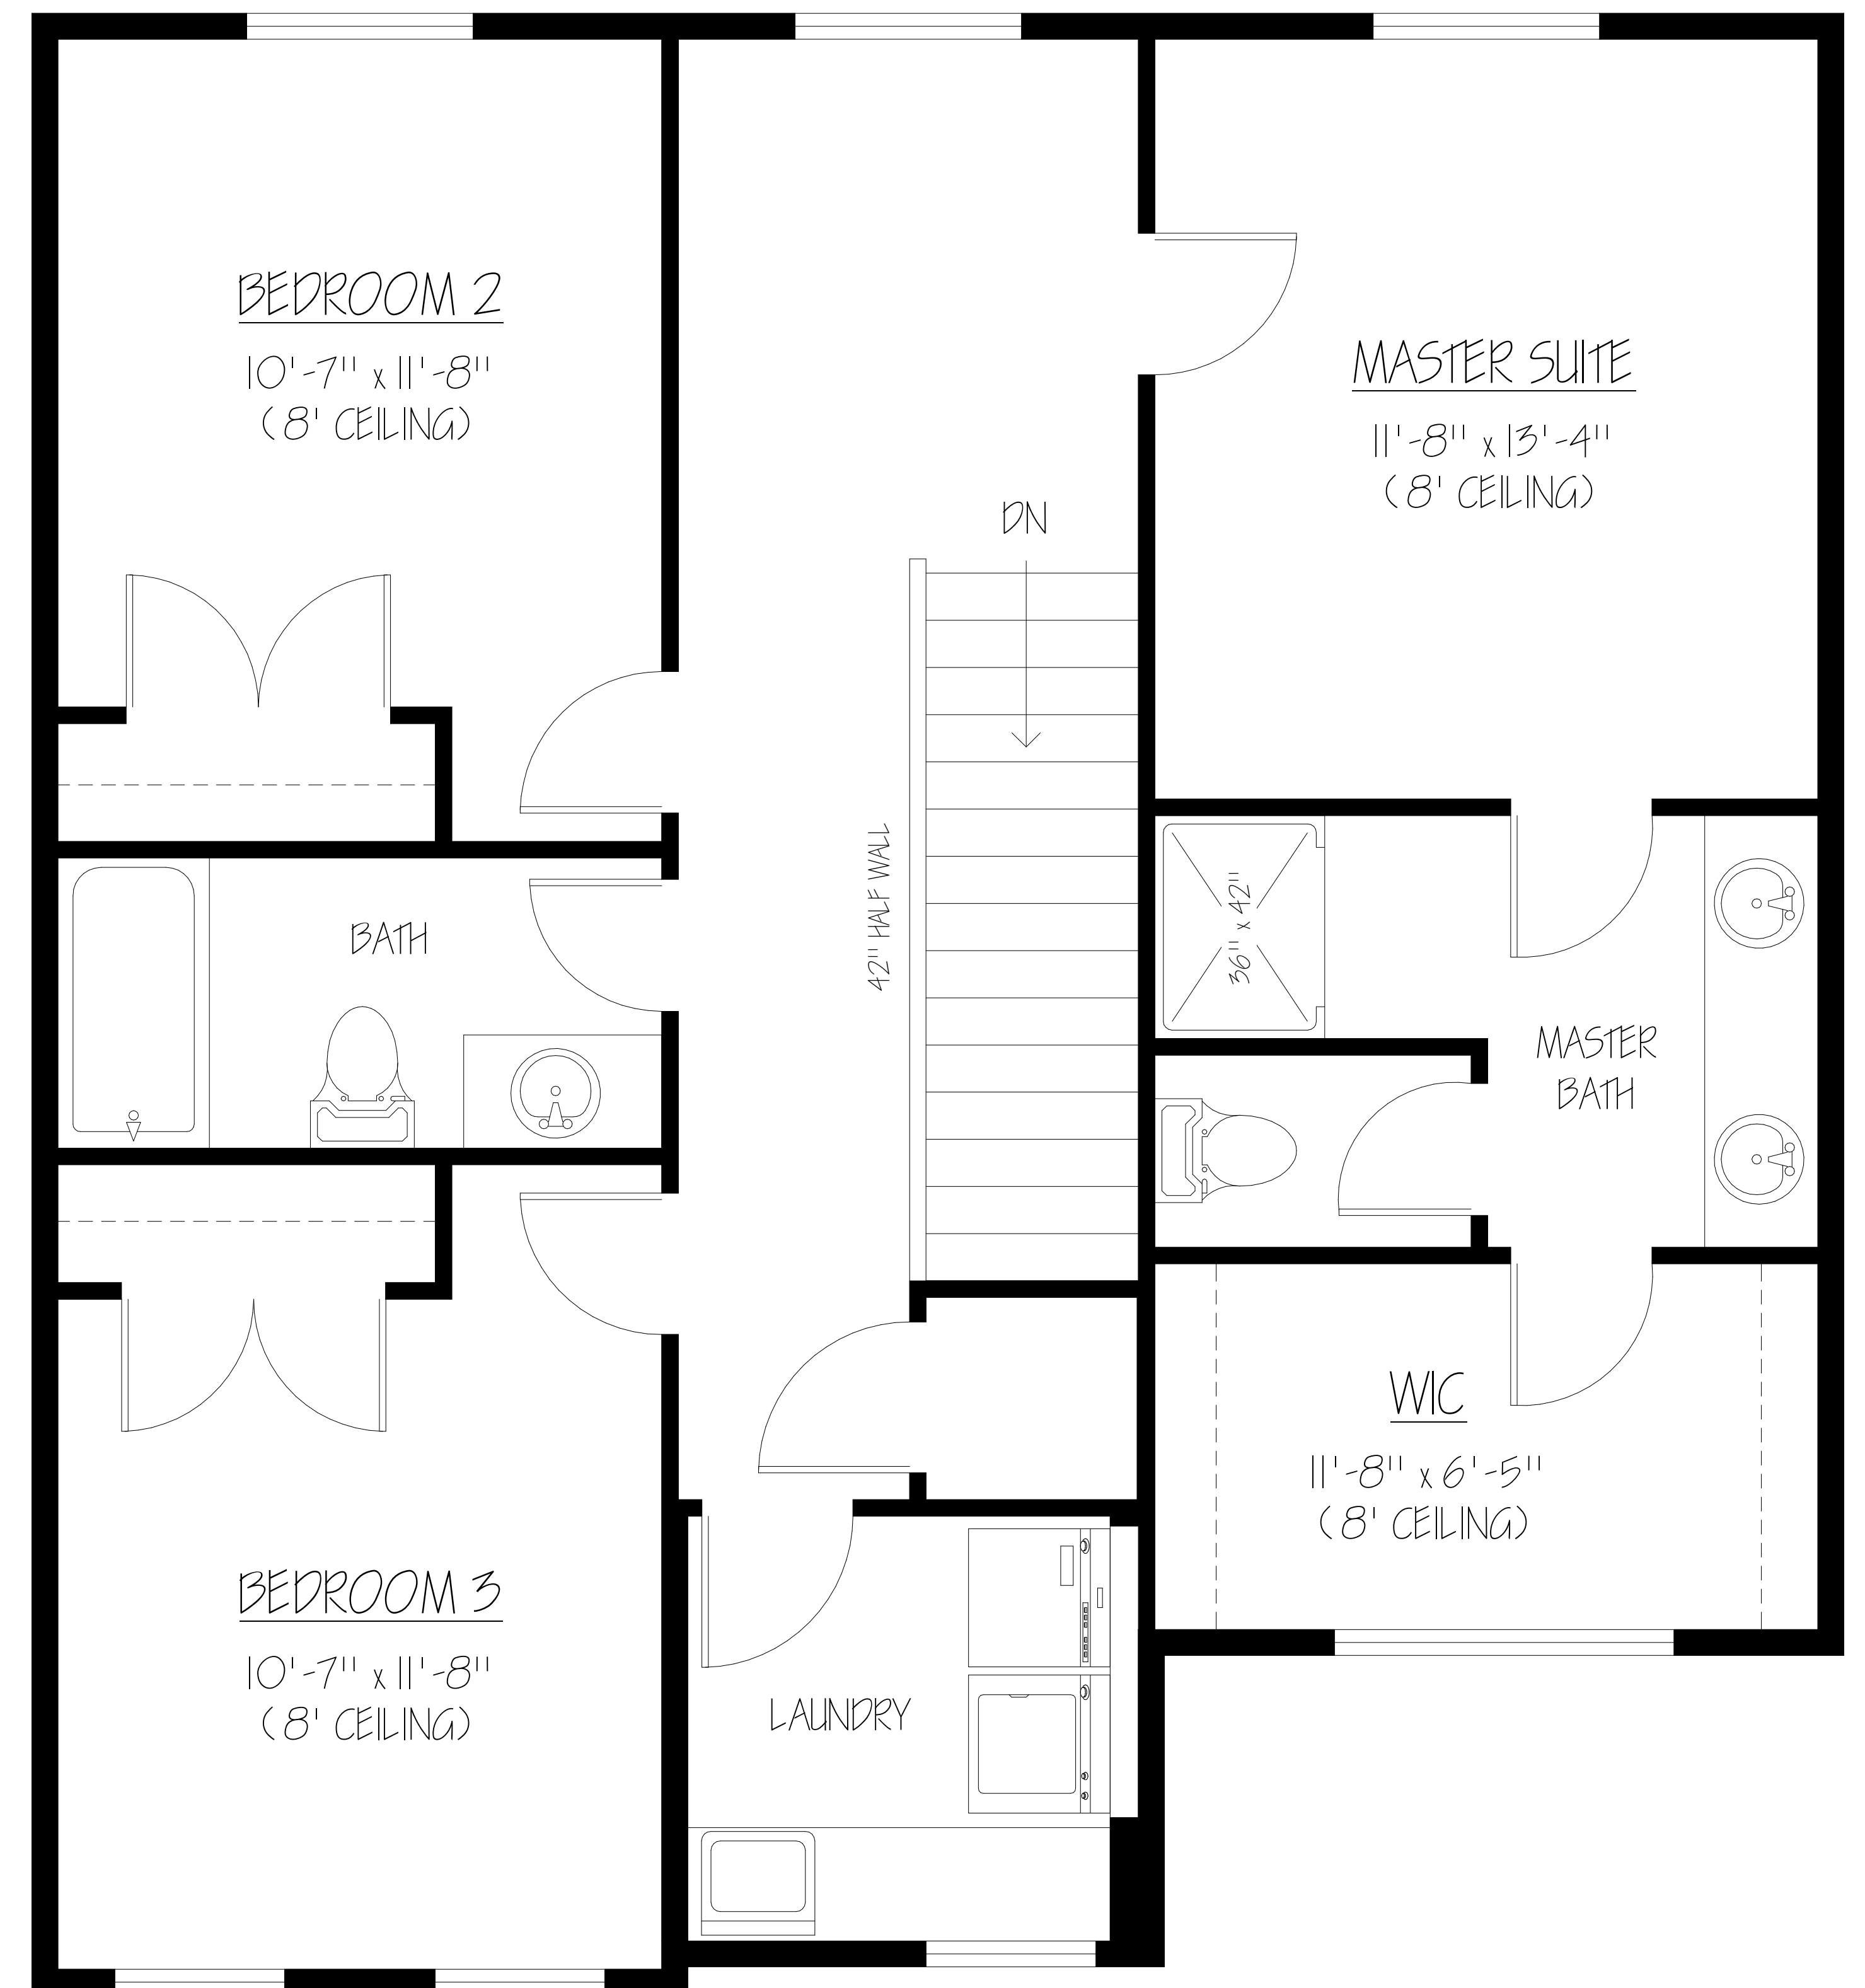 BEDROOM 2
10'-7" x 11'-8"
(8' CEILING)
MASTER SUITE
11'-8" x 13'-4"
(8' CEILING)
DN
42" HALF WALL
BATH
36" x 42"
MASTER
BATH
WIC
11'-8" x 6'-5"
(8' CEILING)
BEDROOM 3
10'-7" x 11'-8"
(8' CEILING)
LAUNDRY